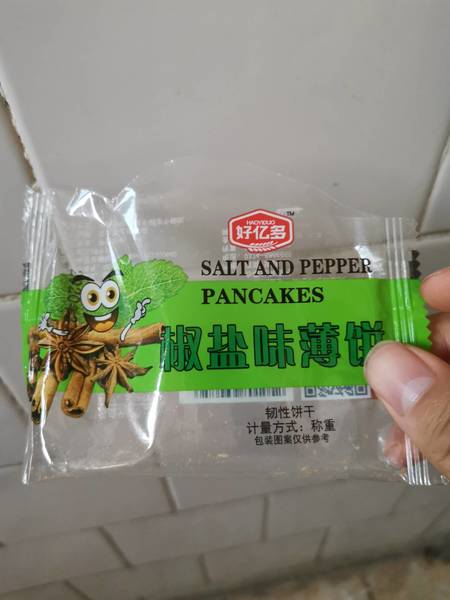 HAOYIDUO
™
好亿多
SALT AND PEPPER
PANCAKES
椒盐味薄饼
韧性饼干
计量方式：称重
包装图案仅供参考